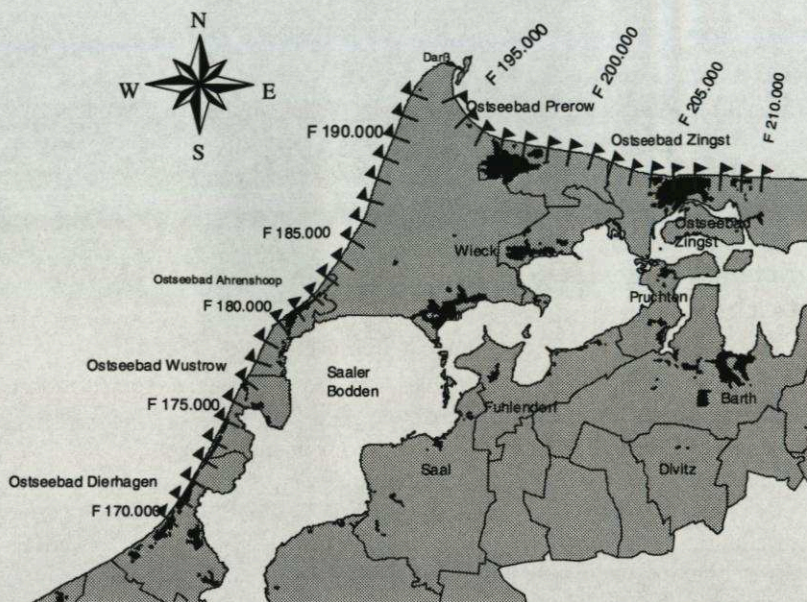 N
W
E
S
Darß
F 195.000
F 200.000
F 205.000
F 210.000
Ostseebad Prerow
Ostseebad Zingst
F 190.000
F 185.000
Wieck
Ostseebad
Zingst
Ostseebad Ahrenshoop
F 180.000
Pruchten
Ostseebad Wustrow
Saaler
Bodden
F 175.000
Fuhlendorf
Barth
Ostseebad Dierhagen
Saal
Divitz
F 170.000